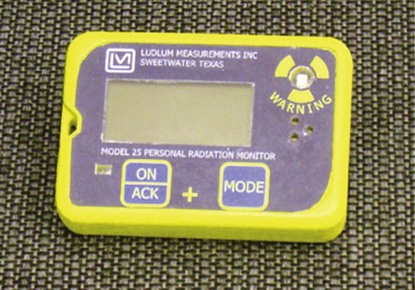 LUDLUM MEASUREMENTS INC
SWEETWATER TEXAS
WARNING
MODEL 25 PERSONAL RADIATION MONITOR
ON
ACK
+
MODE